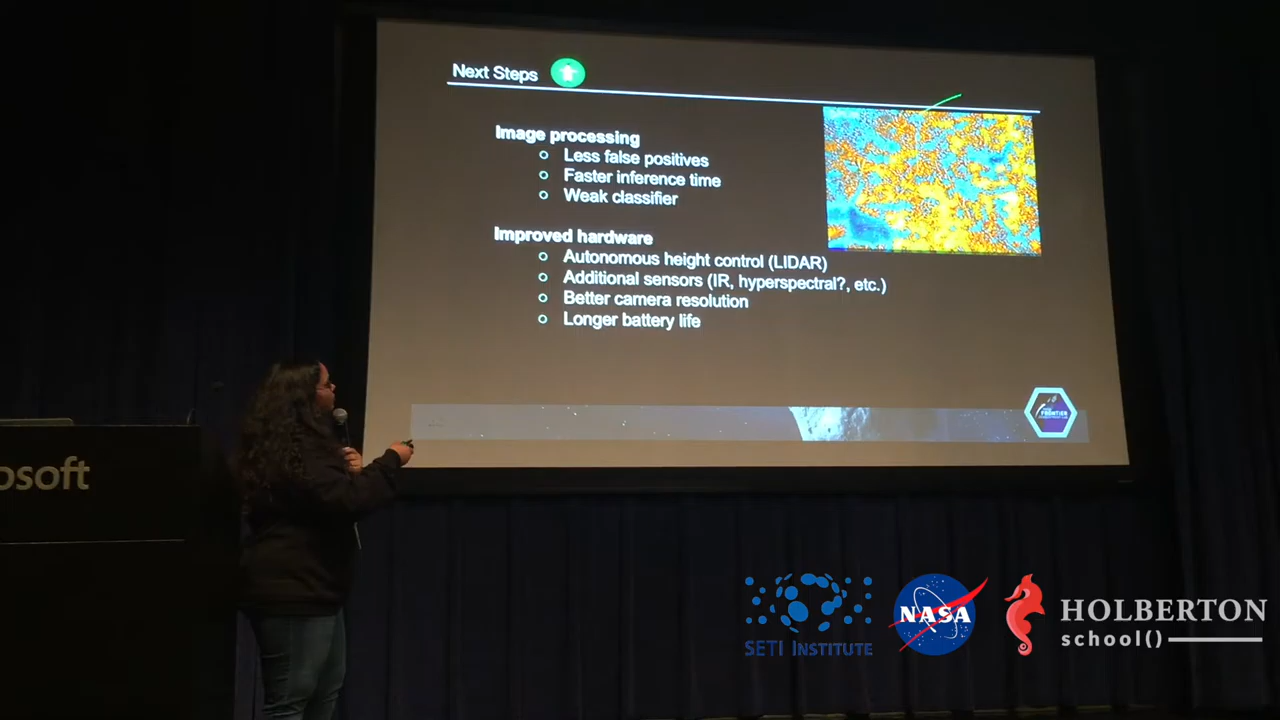 Next Steps
Image processing
Less false positives
Faster inference time
Weak classifier
Improved hardware
Autonomous height control (LIDAR)
Additional sensors (IR, hyperspectral?, etc.)
Better camera resolution
Longer battery life
FRONTIER
osoft
SETI INSTITUTE
NASA
HOLBERTON
school()